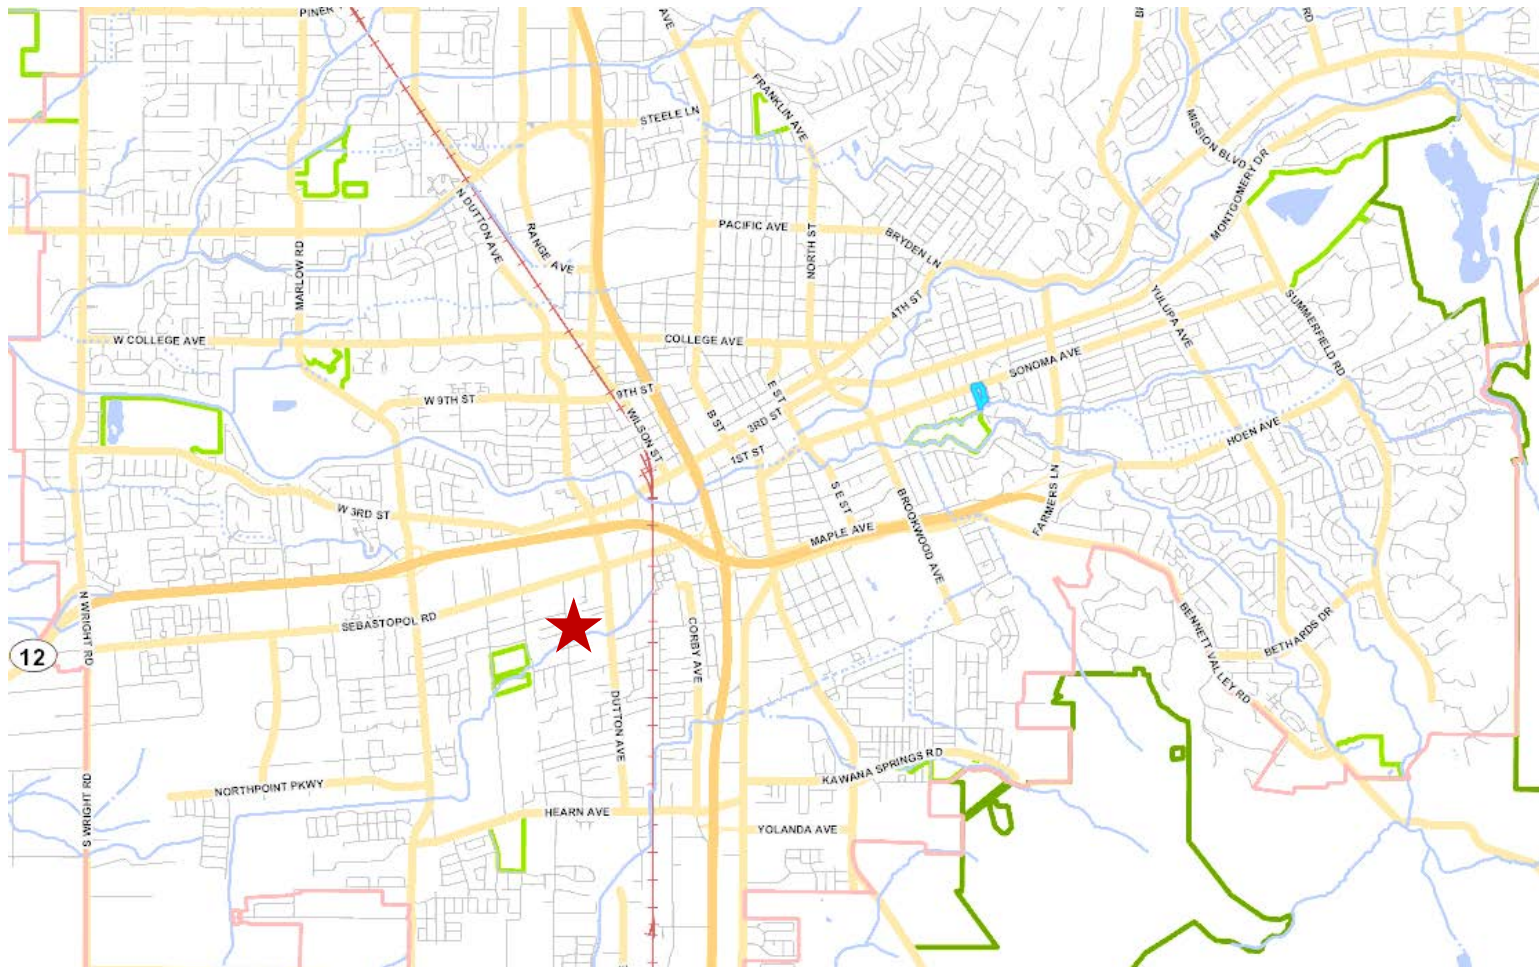 PINER
AVE
RD
FRANKLIN AVE
STEELE LN
MISSION BLVD
MONTGOMERY DR
N DUTTON AVE
RANGE AVE
PACIFIC AVE
NORTH ST
BRYDEN LN
MARLOW RD
4TH ST
YULUPA AVE
SUMMERFIELD RD
W COLLEGE AVE
COLLEGE AVE
SONOMA AVE
W 9TH ST
9TH ST
WILSON ST
B ST
E ST
3RD ST
1ST ST
HOEN AVE
W 3RD ST
S E ST
BROOKWOOD AVE
FARMERS LN
MAPLE AVE
N WRIGHT RD
SEBASTOPOL RD
12
CORBY AVE
BENNETT VALLEY RD
BETHARDS DR
DUTTON AVE
KAWANA SPRINGS RD
S WRIGHT RD
NORTHPOINT PKWY
HEARN AVE
YOLANDA AVE